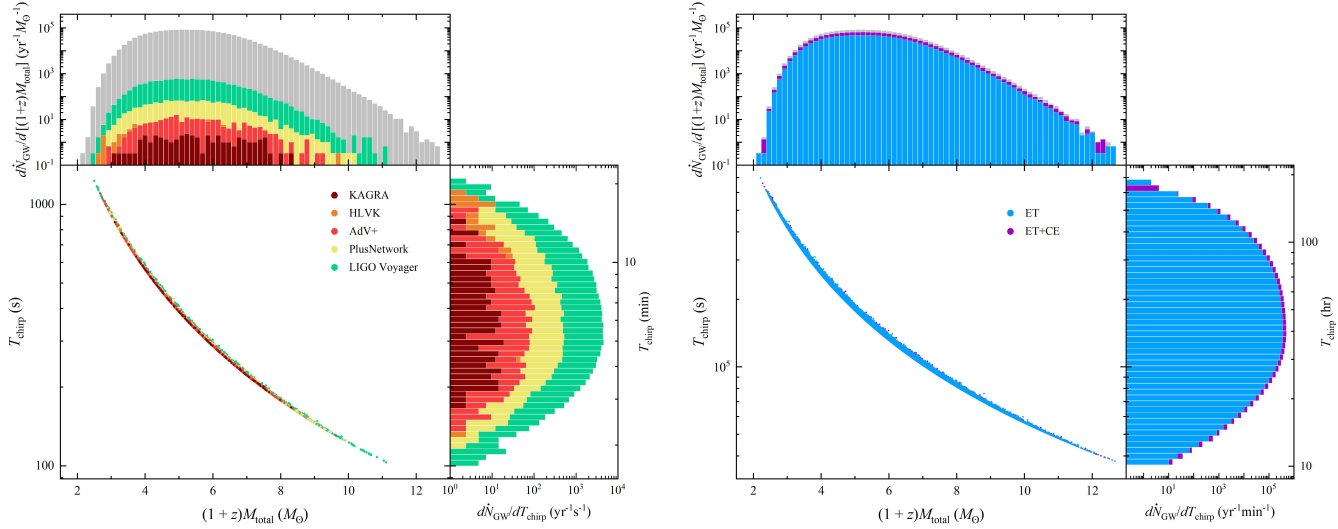 dṄ_GW/d[(1+z)M_total] (yr⁻¹M_⊙⁻¹)
10⁵
10³
10¹
10⁻¹
T_chirp (s)
1000
100
KAGRA
HLVK
AdV+
PlusNetwork
LIGO Voyager
2 4 6 8 10 12
(1 + z)M_total (M_⊙)
10
T_chirp (min)
10⁰ 10¹ 10² 10³ 10⁴
dṄ_GW/dT_chirp (yr⁻¹s⁻¹)
dṄ_GW/d[(1+z)M_total] (yr⁻¹M_⊙⁻¹)
10⁵
10³
10¹
10⁻¹
T_chirp (s)
10⁵
ET
ET+CE
2 4 6 8 10 12
(1 + z)M_total (M_⊙)
100
10
T_chirp (hr)
10¹ 10³ 10⁵
dṄ_GW/dT_chirp (yr⁻¹min⁻¹)